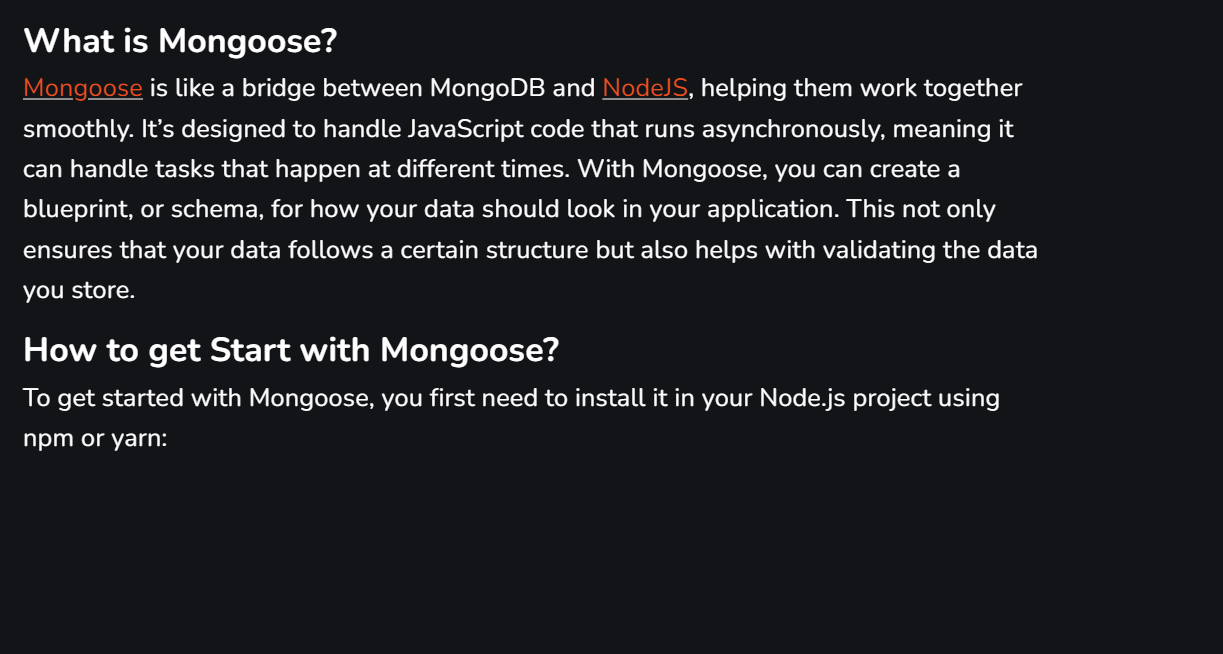 What is Mongoose?
Mongoose is like a bridge between MongoDB and NodeJS, helping them work together
smoothly. It’s designed to handle JavaScript code that runs asynchronously, meaning it
can handle tasks that happen at different times. With Mongoose, you can create a
blueprint, or schema, for how your data should look in your application. This not only
ensures that your data follows a certain structure but also helps with validating the data
you store.
How to get Start with Mongoose?
To get started with Mongoose, you first need to install it in your Node.js project using
npm or yarn: